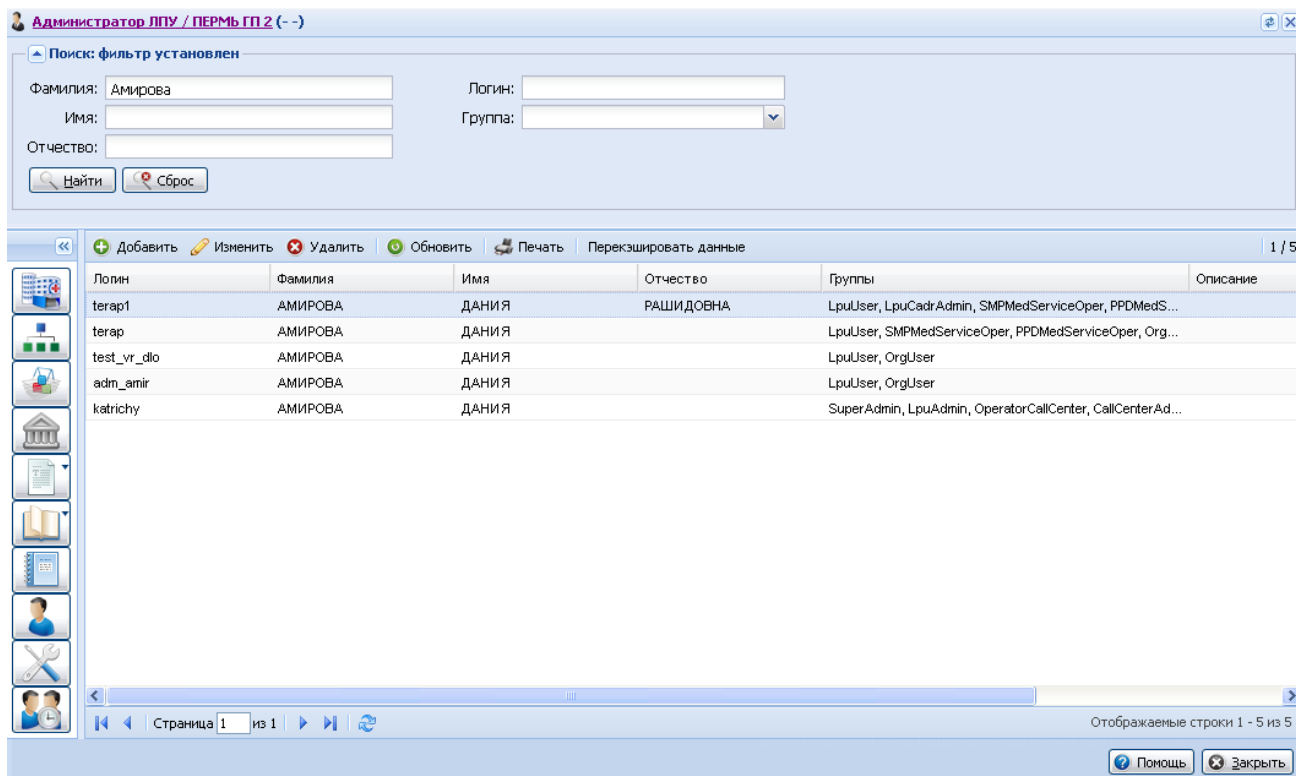 Администратор ЛПУ / ПЕРМЬ ГП 2 (- -)
Поиск: фильтр установлен
Фамилия: Амирова Логин:
Имя: Группа:
Отчество:
Найти Сброс
Добавить Изменить Удалить Обновить Печать Перекэшировать данные 1 / 5
Логин Фамилия Имя Отчество Группы Описание
terap1 АМИРОВА ДАНИЯ РАШИДОВНА LpuUser, LpuCadrAdmin, SMPMedServiceOper, PPDMedS...
terap АМИРОВА ДАНИЯ LpuUser, SMPMedServiceOper, PPDMedServiceOper, Org...
test_vr_dlo АМИРОВА ДАНИЯ LpuUser, OrgUser
adm_amir АМИРОВА ДАНИЯ LpuUser, OrgUser
katrichy АМИРОВА ДАНИЯ SuperAdmin, LpuAdmin, OperatorCallCenter, CallCenterAd...
Страница 1 из 1 Отображаемые строки 1 - 5 из 5
Помощь Закрыть